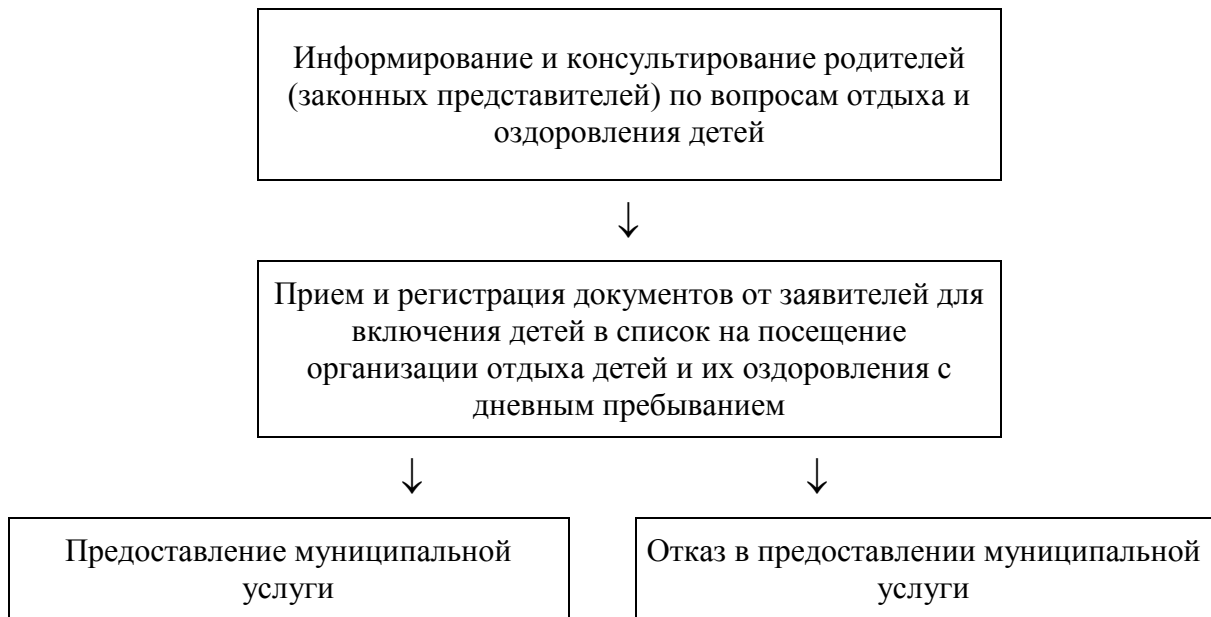 Информирование и консультирование родителей
(законных представителей) по вопросам отдыха и
оздоровления детей
↓
Прием и регистрация документов от заявителей для
включения детей в список на посещение
организации отдыха детей и их оздоровления с
дневным пребыванием
↓ ↓
Предоставление муниципальной
услуги
Отказ в предоставлении муниципальной
услуги